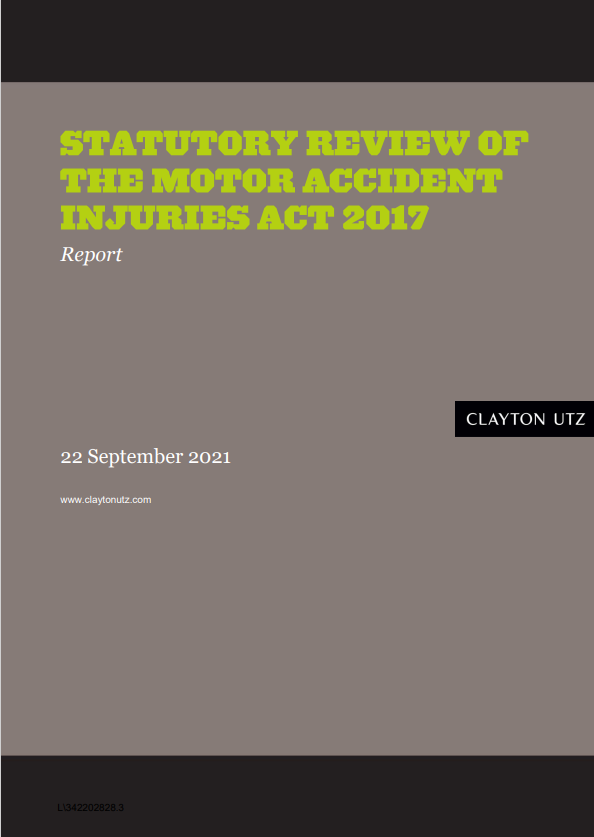 STATUTORY REVIEW OF
THE MOTOR ACCIDENT
INJURIES ACT 2017
Report
CLAYTON UTZ
22 September 2021
www.claytonutz.com
L\342202828.3